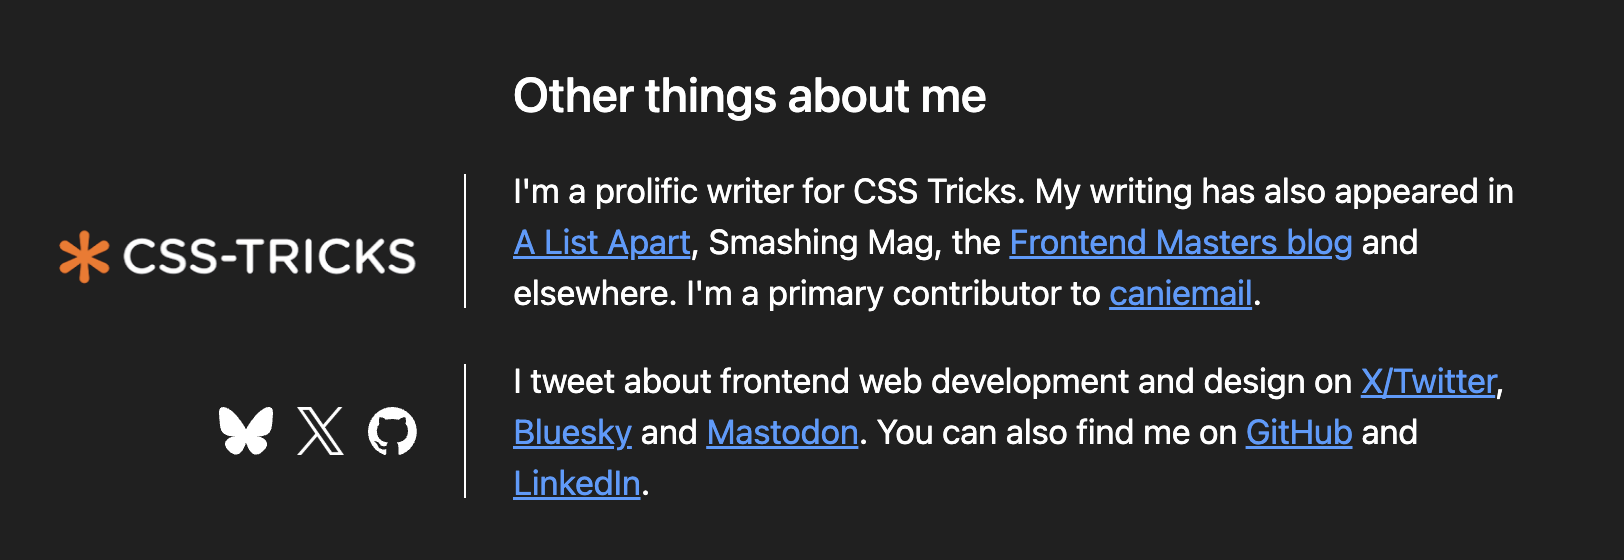 Other things about me
I'm a prolific writer for CSS Tricks. My writing has also appeared in
A List Apart, Smashing Mag, the Frontend Masters blog and
elsewhere. I'm a primary contributor to caniemail.
CSS-TRICKS
I tweet about frontend web development and design on X/Twitter,
Bluesky and Mastodon. You can also find me on GitHub and
LinkedIn.